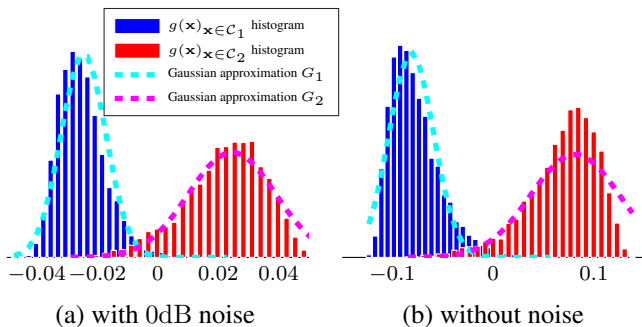 g(x)x∈C1 histogram
g(x)x∈C2 histogram
Gaussian approximation G1
Gaussian approximation G2
−0.04 −0.02 0 0.02 0.04
−0.1 0 0.1
(a) with 0dB noise
(b) without noise